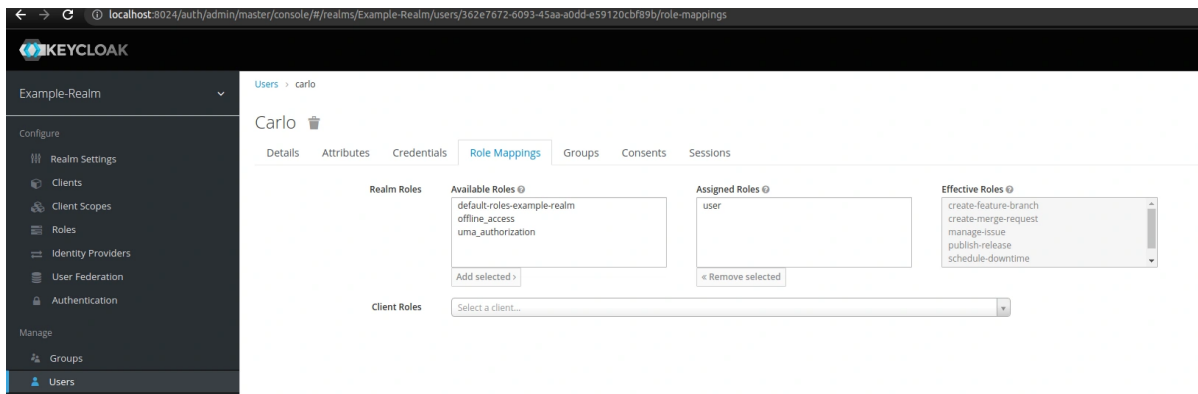 localhost:8024/auth/admin/master/console/#/realms/Example-Realm/users/362e7672-6093-45aa-a0dd-e59120cbf89b/role-mappings
KEYCLOAK
Example-Realm
Configure
Realm Settings
Clients
Client Scopes
Roles
Identity Providers
User Federation
Authentication
Manage
Groups
Users
Users > carlo
Carlo
Details Attributes Credentials Role Mappings Groups Consents Sessions
Realm Roles
Available Roles
default-roles-example-realm
offline_access
uma_authorization
Add selected >
Assigned Roles
user
« Remove selected
Effective Roles
create-feature-branch
create-merge-request
manage-issue
publish-release
schedule-downtime
Client Roles
Select a client...